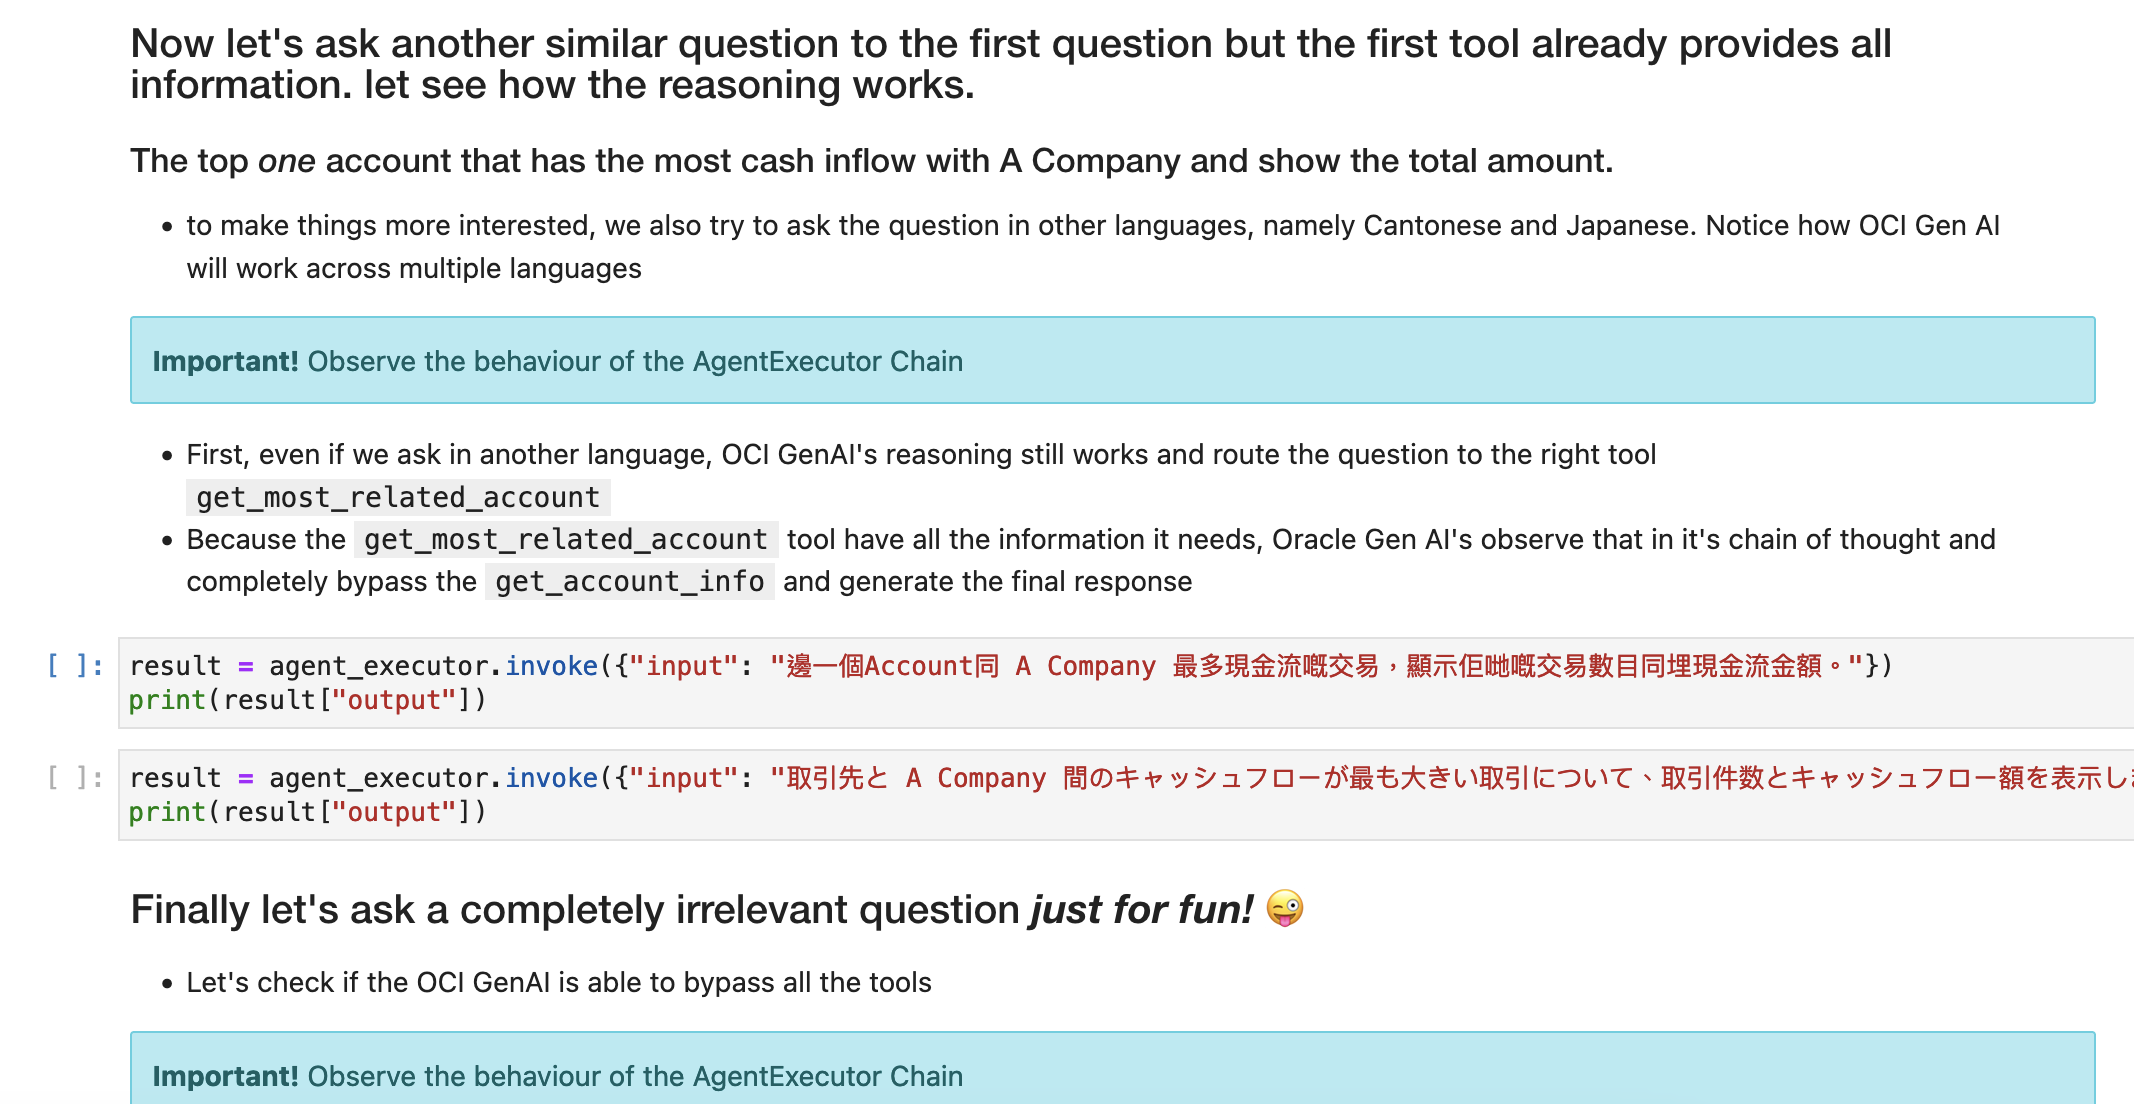 Now let's ask another similar question to the first question but the first tool already provides all
information. let see how the reasoning works.
The top one account that has the most cash inflow with A Company and show the total amount.
• to make things more interested, we also try to ask the question in other languages, namely Cantonese and Japanese. Notice how OCI Gen AI
will work across multiple languages
Important! Observe the behaviour of the AgentExecutor Chain
• First, even if we ask in another language, OCI GenAI's reasoning still works and route the question to the right tool
get_most_related_account
• Because the get_most_related_account tool have all the information it needs, Oracle Gen AI's observe that in it's chain of thought and
completely bypass the get_account_info and generate the final response
[ ]: result = agent_executor.invoke({"input": "邊一個Account同 A Company 最多現金流嘅交易，顯示佢哋嘅交易數目同埋現金流金額。"})
print(result["output"])
[ ]: result = agent_executor.invoke({"input": "取引先と A Company 間のキャッシュフローが最も大きい取引について、取引件数とキャッシュフロー額を表示し
print(result["output"])
Finally let's ask a completely irrelevant question just for fun! 😜
• Let's check if the OCI GenAI is able to bypass all the tools
Important! Observe the behaviour of the AgentExecutor Chain